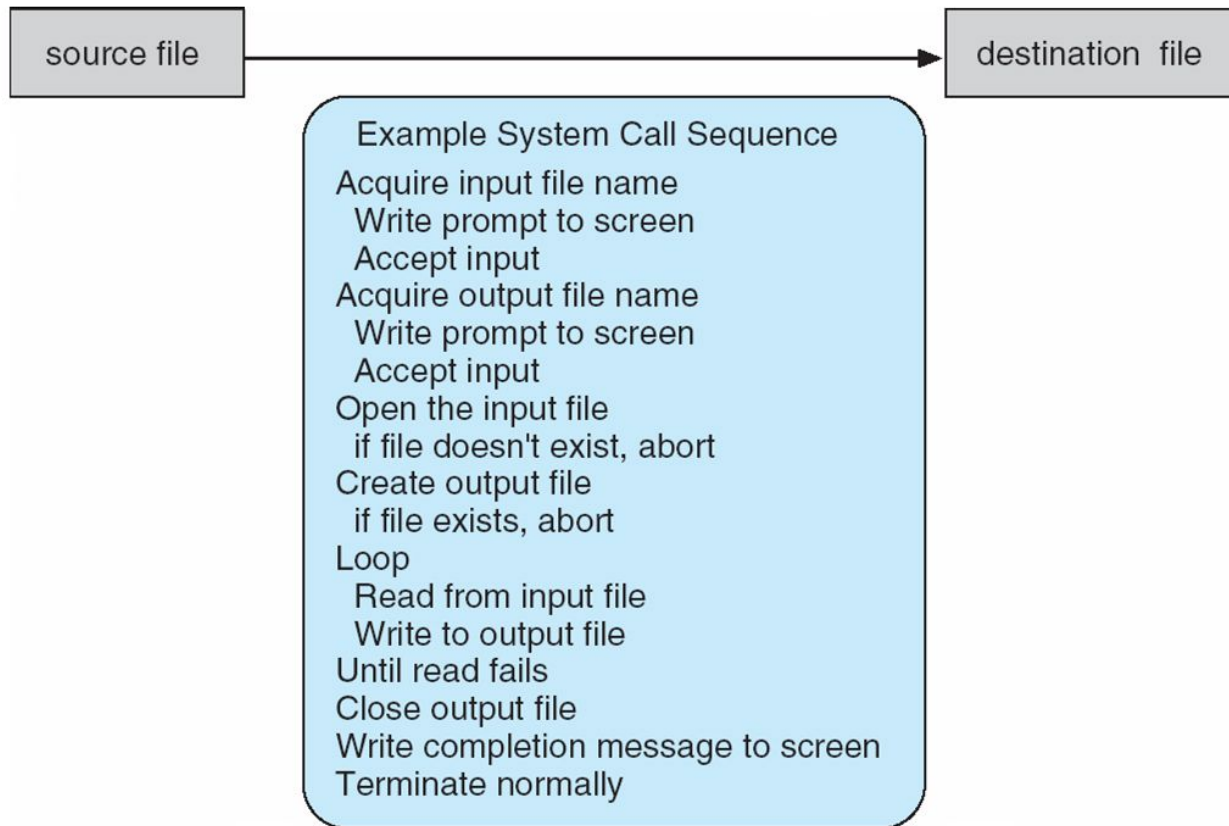 source file
destination file
Example System Call Sequence
Acquire input file name
Write prompt to screen
Accept input
Acquire output file name
Write prompt to screen
Accept input
Open the input file
if file doesn't exist, abort
Create output file
if file exists, abort
Loop
Read from input file
Write to output file
Until read fails
Close output file
Write completion message to screen
Terminate normally